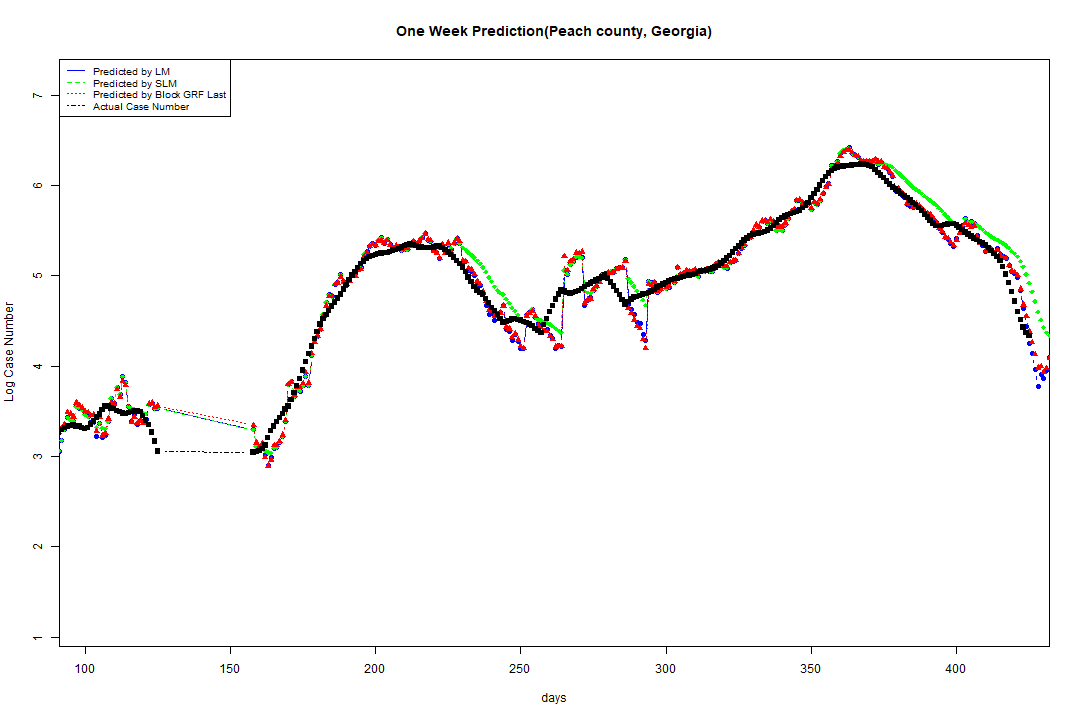 One Week Prediction(Peach county, Georgia)
Predicted by LM
Predicted by SLM
Predicted by Block GRF Last
Actual Case Number
7
6
5
4
3
2
1
Log Case Number
100 150 200 250 300 350 400
days